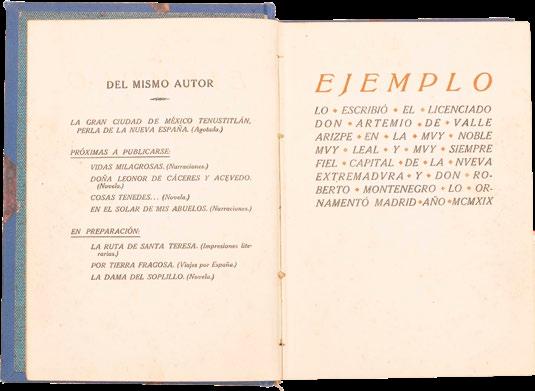 DEL MISMO AUTOR
LA GRAN CIUDAD DE MÉXICO TENUSTITLÁN,
PERLA DE LA NUEVA ESPAÑA. (Agotada.)
PRÓXIMAS A PUBLICARSE:
VIDAS MILAGROSAS. (Narraciones.)
DOÑA LEONOR DE CÁCERES Y ACEVEDO.
(Novela.)
COSAS TENEDES... (Novela.)
EN EL SOLAR DE MIS ABUELOS. (Narraciones.)
EN PREPARACIÓN:
LA RUTA DE SANTA TERESA. (Impresiones lite-
rarias.)
POR TIERRA FRAGOSA. (Viajes por España.)
LA DAMA DEL SOPLILLO. (Novela.)
EJEMPLO
LO ESCRIBIÓ EL LICENCIADO
DON ARTEMIO DE VALLE
ARIZPE EN LA MVY NOBLE
MVY LEAL Y MVY SIEMPRE
FIEL CAPITAL DE LA NVEVA
EXTREMADVRA Y DON RO-
BERTO MONTENEGRO LO OR-
NAMENTÓ MADRID AÑO MCMXIX